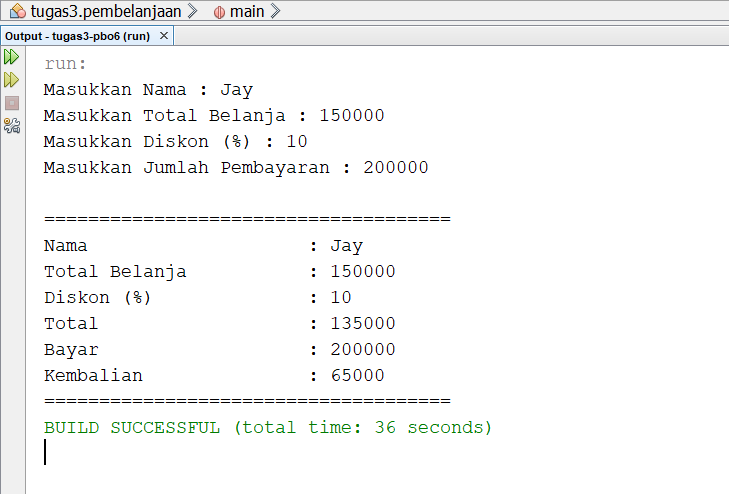 tugas3.pembelanjaan main
Output - tugas3-pbo6 (run) ×
run:
Masukkan Nama : Jay
Masukkan Total Belanja : 150000
Masukkan Diskon (%) : 10
Masukkan Jumlah Pembayaran : 200000
=====================================
Nama : Jay
Total Belanja : 150000
Diskon (%) : 10
Total : 135000
Bayar : 200000
Kembalian : 65000
=====================================
BUILD SUCCESSFUL (total time: 36 seconds)